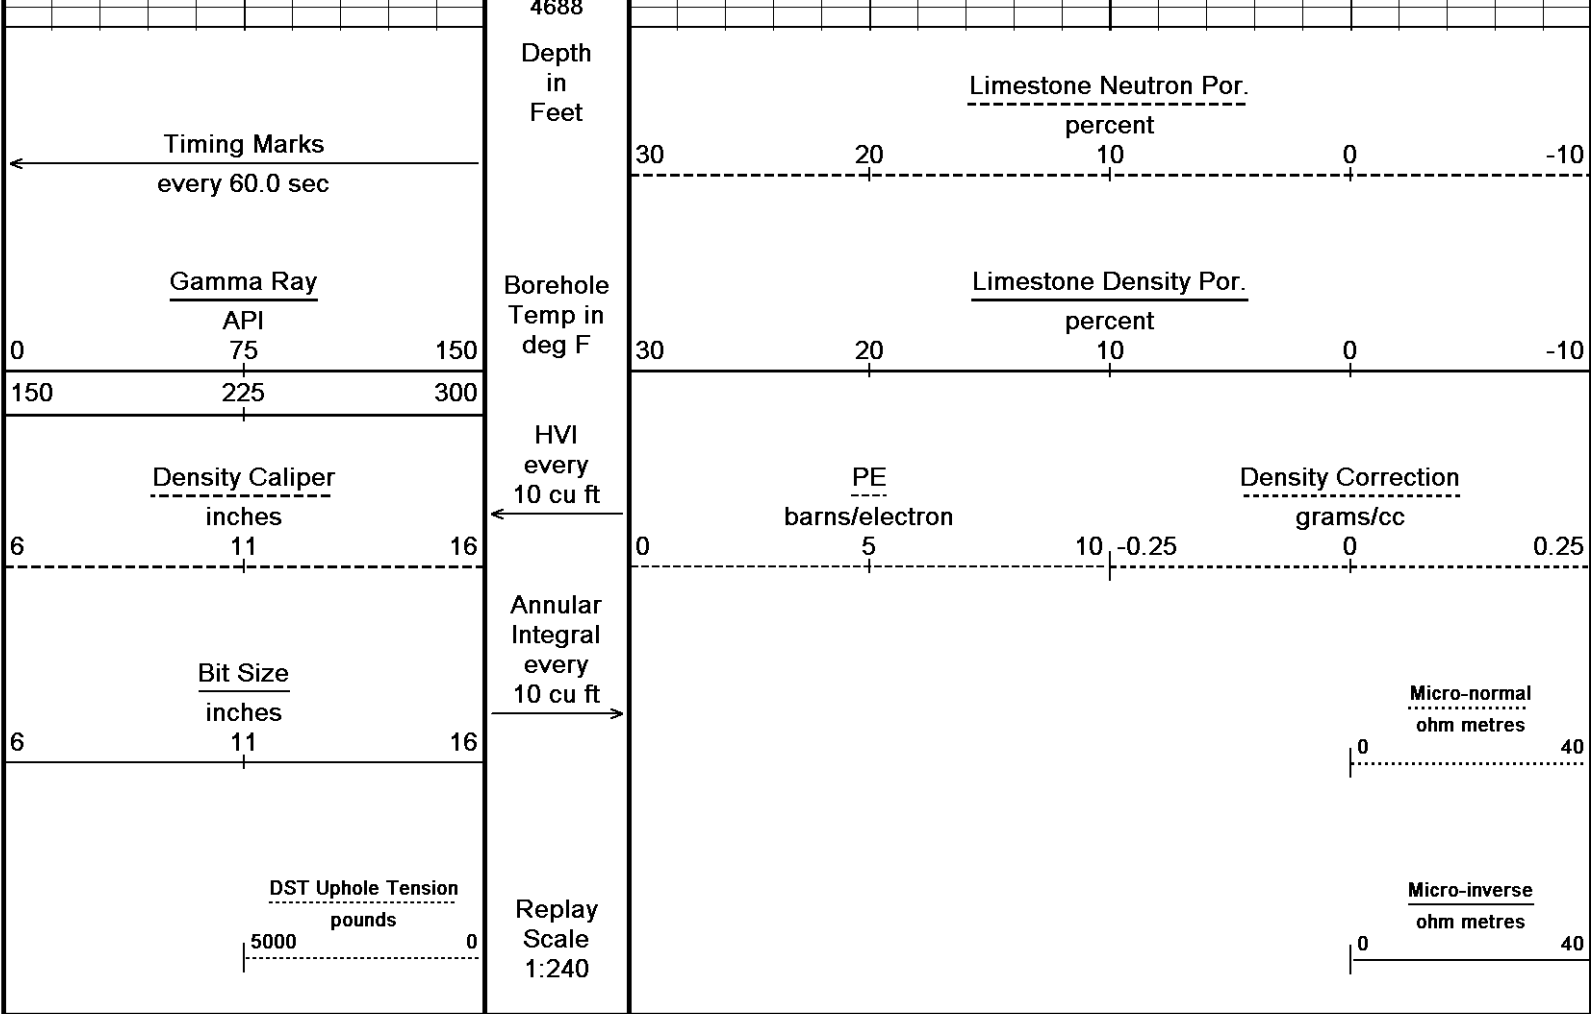 4688
Depth
in
Feet
Timing Marks
every 60.0 sec
Limestone Neutron Por.
percent
30 20 10 0 -10
Gamma Ray
API
0 75 150
150 225 300
Borehole
Temp in
deg F
Limestone Density Por.
percent
30 20 10 0 -10
HVI
every
10 cu ft
Density Caliper
inches
6 11 16
PE
barns/electron
0 5 10
Density Correction
grams/cc
-0.25 0 0.25
Annular
Integral
every
10 cu ft
Bit Size
inches
6 11 16
Micro-normal
ohm metres
0 40
DST Uphole Tension
pounds
5000 0
Replay
Scale
1:240
Micro-inverse
ohm metres
0 40